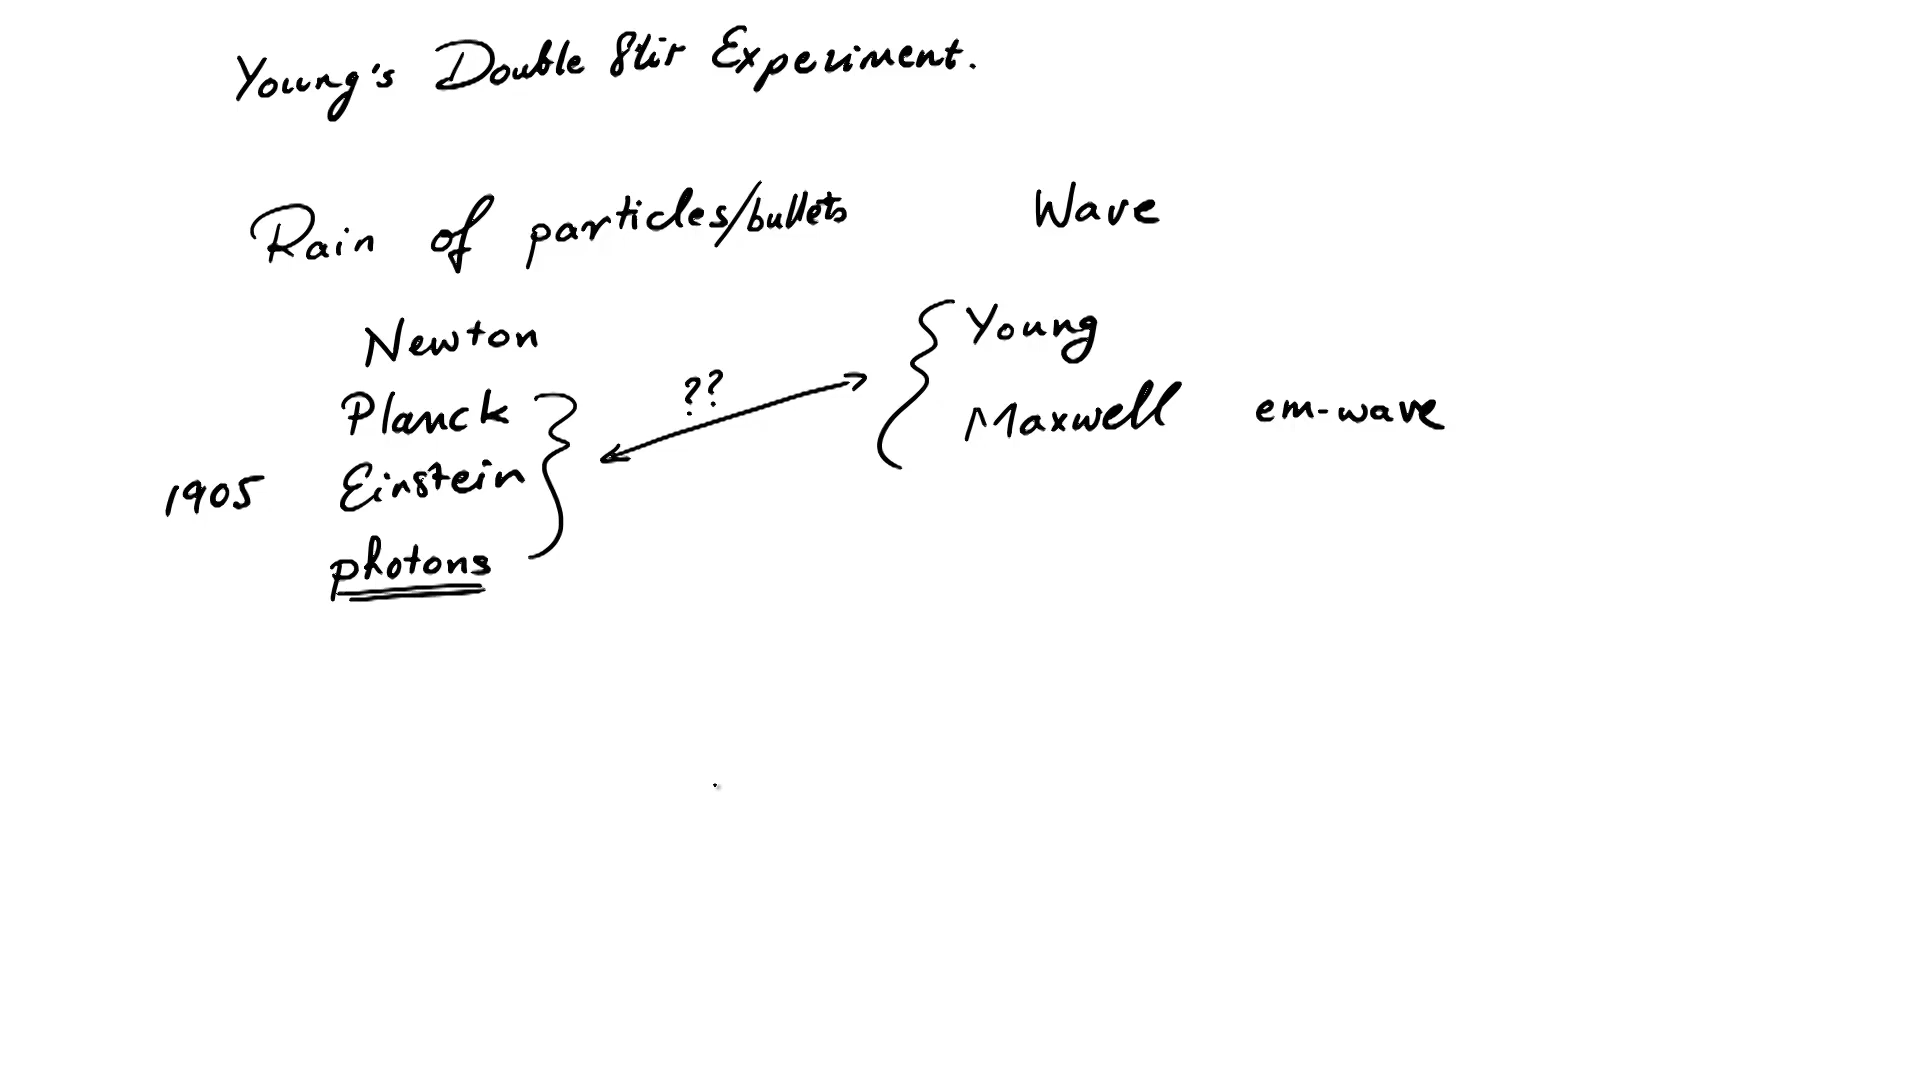 Young's Double Slit Experiment.
Rain of particles/bullets Wave
Newton Young
??
Planck Maxwell em-wave
1905 Einstein
photons